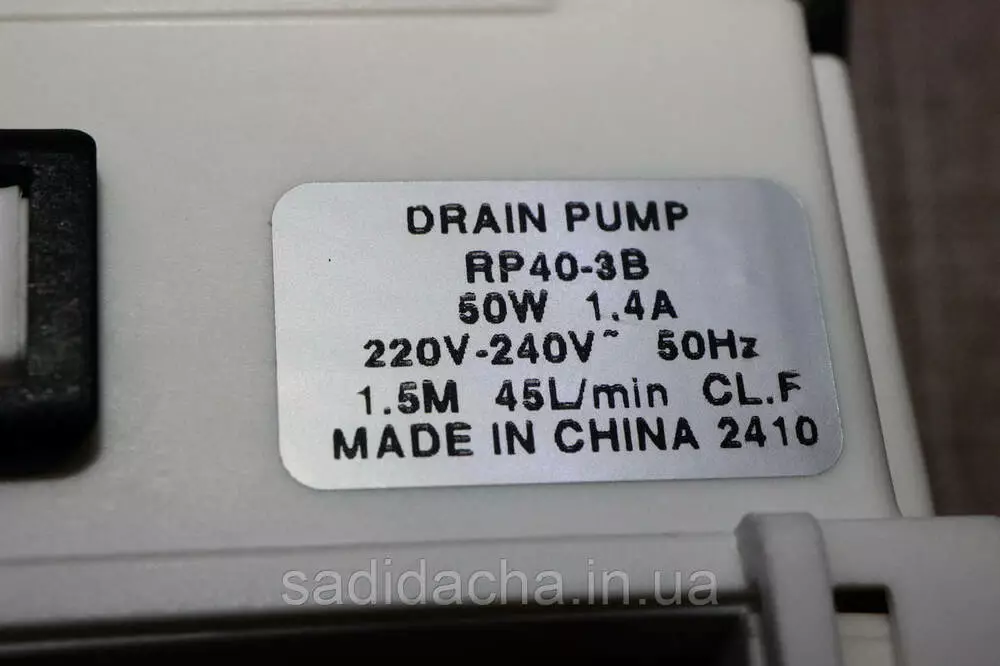 DRAIN PUMP
RP40-3B
50W 1.4A
220V-240V~ 50Hz
1.5M 45L/min CL.F
MADE IN CHINA 2410
sadidacha.in.ua